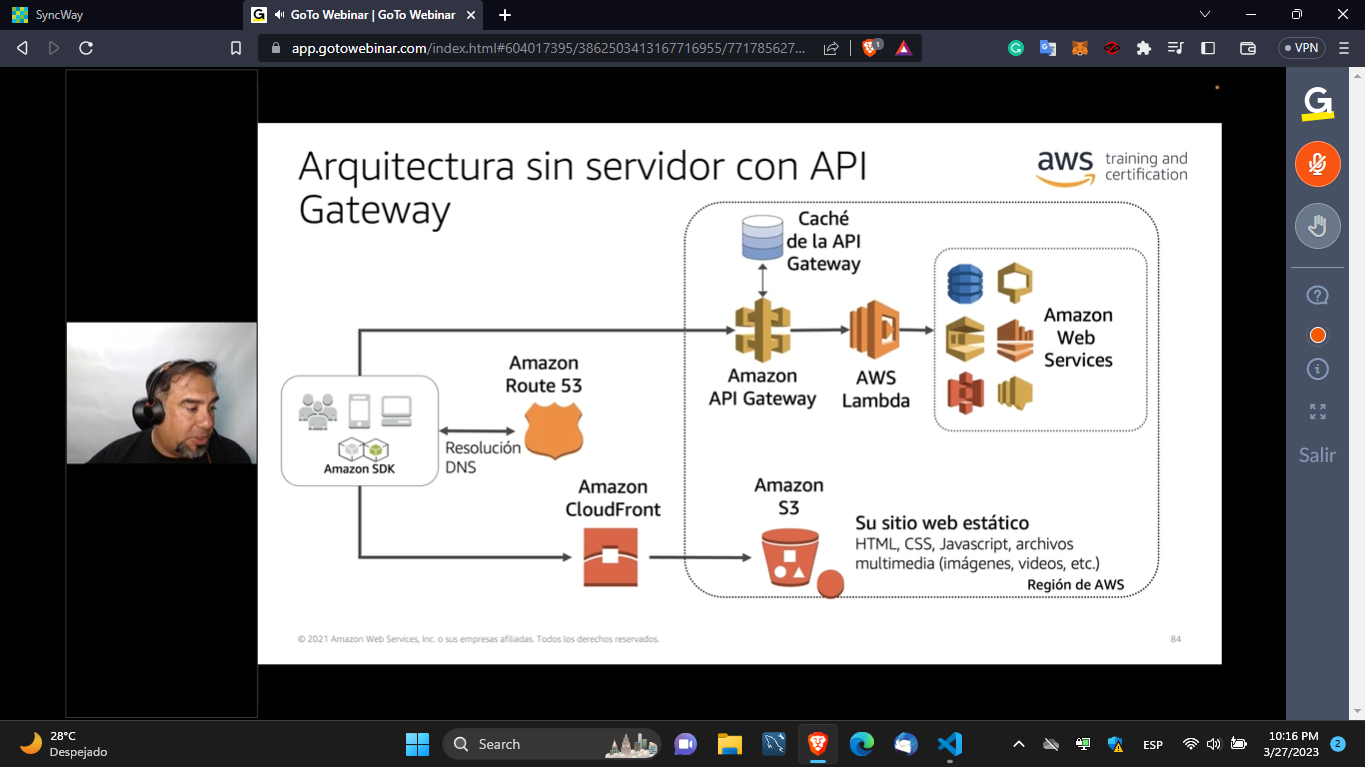 SyncWay
GoTo Webinar | GoTo Webinar
app.gotowebinar.com/index.html#604017395/3862503413167716955/771785627...
1
VPN
Arquitectura sin servidor con API
Gateway
aws training and
certification
Caché
de la API
Gateway
Amazon
API Gateway
AWS
Lambda
Amazon
Web
Services
Amazon
Route 53
Resolución
DNS
Amazon SDK
Amazon
CloudFront
Amazon
S3
Su sitio web estático
HTML, CSS, Javascript, archivos
multimedia (imágenes, videos, etc.)
Región de AWS
© 2021 Amazon Web Services, Inc. o sus empresas afiliadas. Todos los derechos reservados.
84
Salir
28°C
Despejado
Search
ESP
10:16 PM
3/27/2023
2